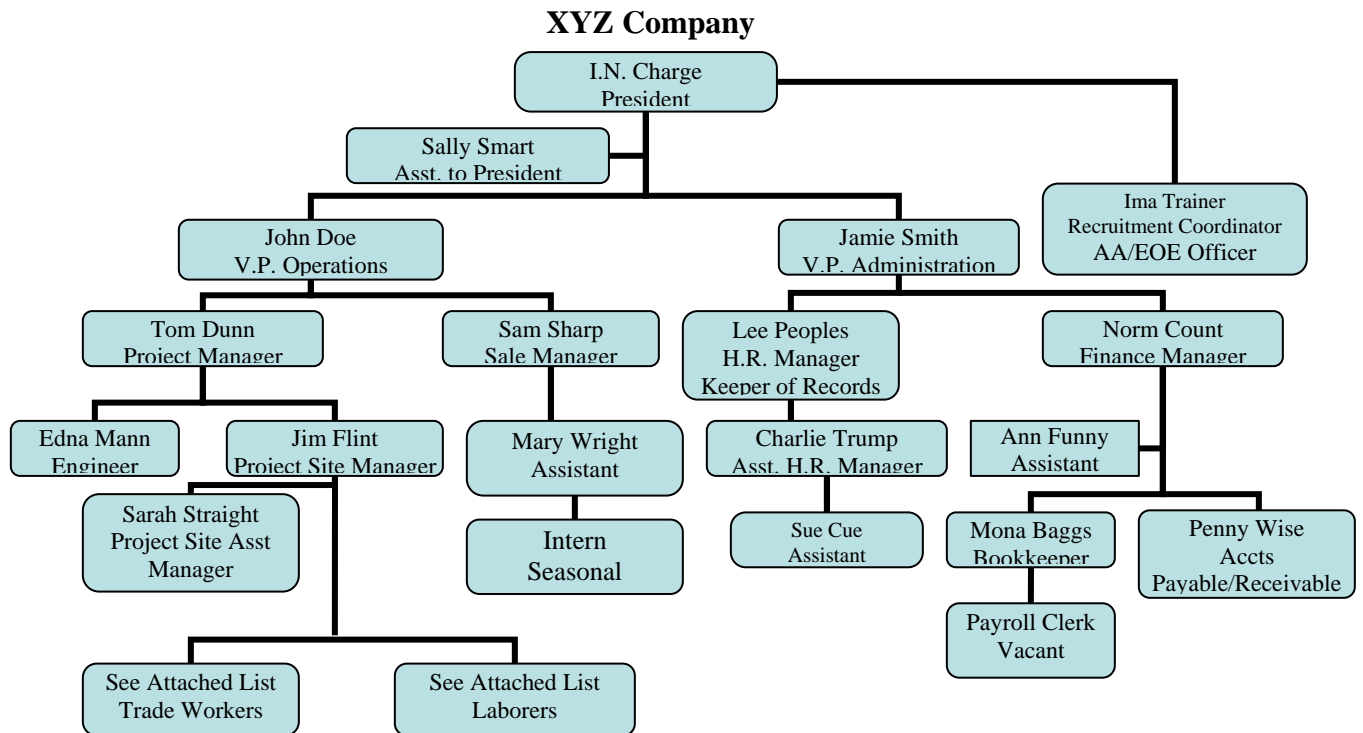 XYZ Company
I.N. Charge
President
Sally Smart
Asst. to President
Ima Trainer
Recruitment Coordinator
AA/EOE Officer
John Doe
V.P. Operations
Jamie Smith
V.P. Administration
Tom Dunn
Project Manager
Sam Sharp
Sale Manager
Lee Peoples
H.R. Manager
Keeper of Records
Norm Count
Finance Manager
Edna Mann
Engineer
Jim Flint
Project Site Manager
Mary Wright
Assistant
Charlie Trump
Asst. H.R. Manager
Ann Funny
Assistant
Sarah Straight
Project Site Asst
Manager
Intern
Seasonal
Sue Cue
Assistant
Mona Baggs
Bookkeeper
Penny Wise
Accts
Payable/Receivable
Payroll Clerk
Vacant
See Attached List
Trade Workers
See Attached List
Laborers